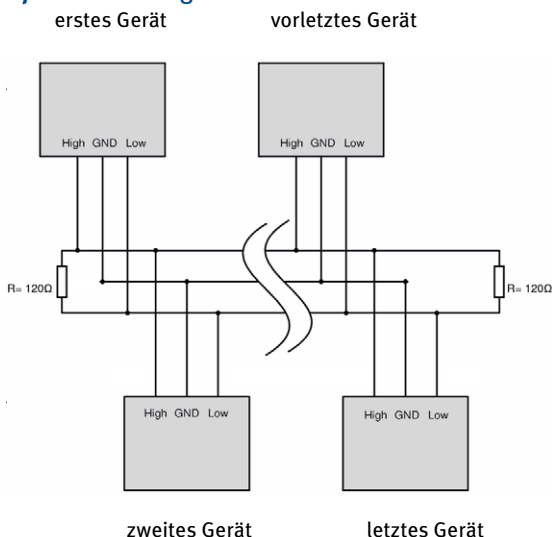 erstes Gerät vorletztes Gerät
High GND Low High GND Low
R= 120Ω R= 120Ω
High GND Low High GND Low
zweites Gerät letztes Gerät